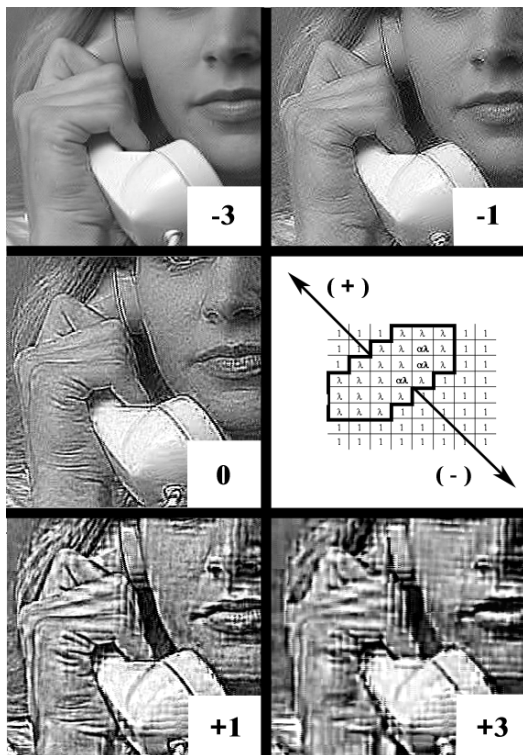 -3
-1
0
( + )
1 1 1 λ λ λ 1 1
1 1 λ λ αλ λ 1 1
1 λ λ λ αλ λ 1 1
λ λ λ αλ λ 1 1 1
λ λ λ λ 1 1 1 1
λ λ λ 1 1 1 1 1
1 1 1 1 1 1 1 1
1 1 1 1 1 1 1 1
( - )
+1
+3